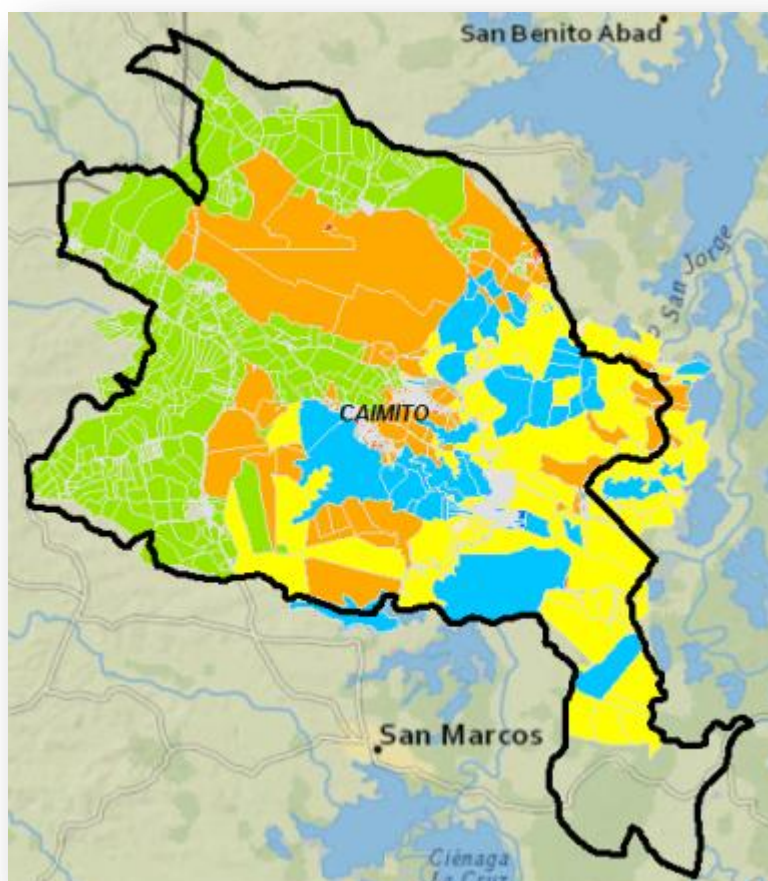 San Benito Abad
o San Jorge
CAIMITO
San Marcos
Ciénaga
La Cruz